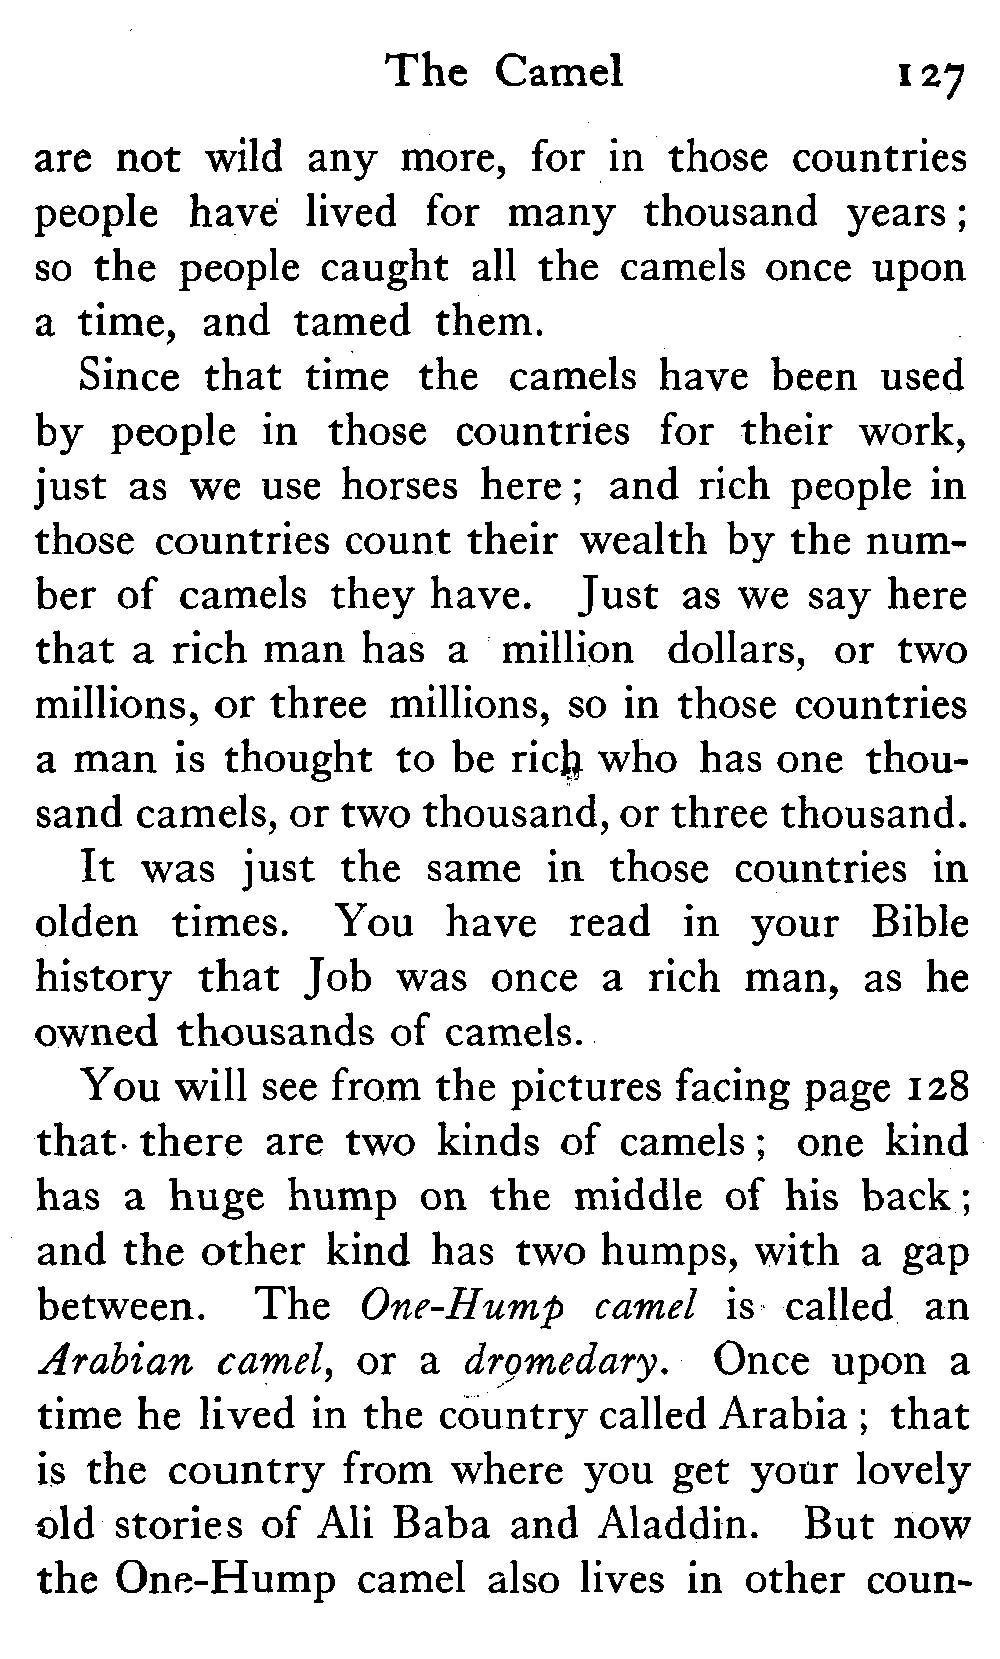 The Camel 127
are not wild any more, for in those countries
people have lived for many thousand years ;
so the people caught all the camels once upon
a time, and tamed them.
Since that time the camels have been used
by people in those countries for their work,
just as we use horses here ; and rich people in
those countries count their wealth by the num-
ber of camels they have. Just as we say here
that a rich man has a million dollars, or two
millions, or three millions, so in those countries
a man is thought to be rich who has one thou-
sand camels, or two thousand, or three thousand.
It was just the same in those countries in
olden times. You have read in your Bible
history that Job was once a rich man, as he
owned thousands of camels.
You will see from the pictures facing page 128
that there are two kinds of camels ; one kind
has a huge hump on the middle of his back ;
and the other kind has two humps, with a gap
between. The One-Hump camel is called an
Arabian camel, or a dromedary. Once upon a
time he lived in the country called Arabia ; that
is the country from where you get your lovely
old stories of Ali Baba and Aladdin. But now
the One-Hump camel also lives in other coun-